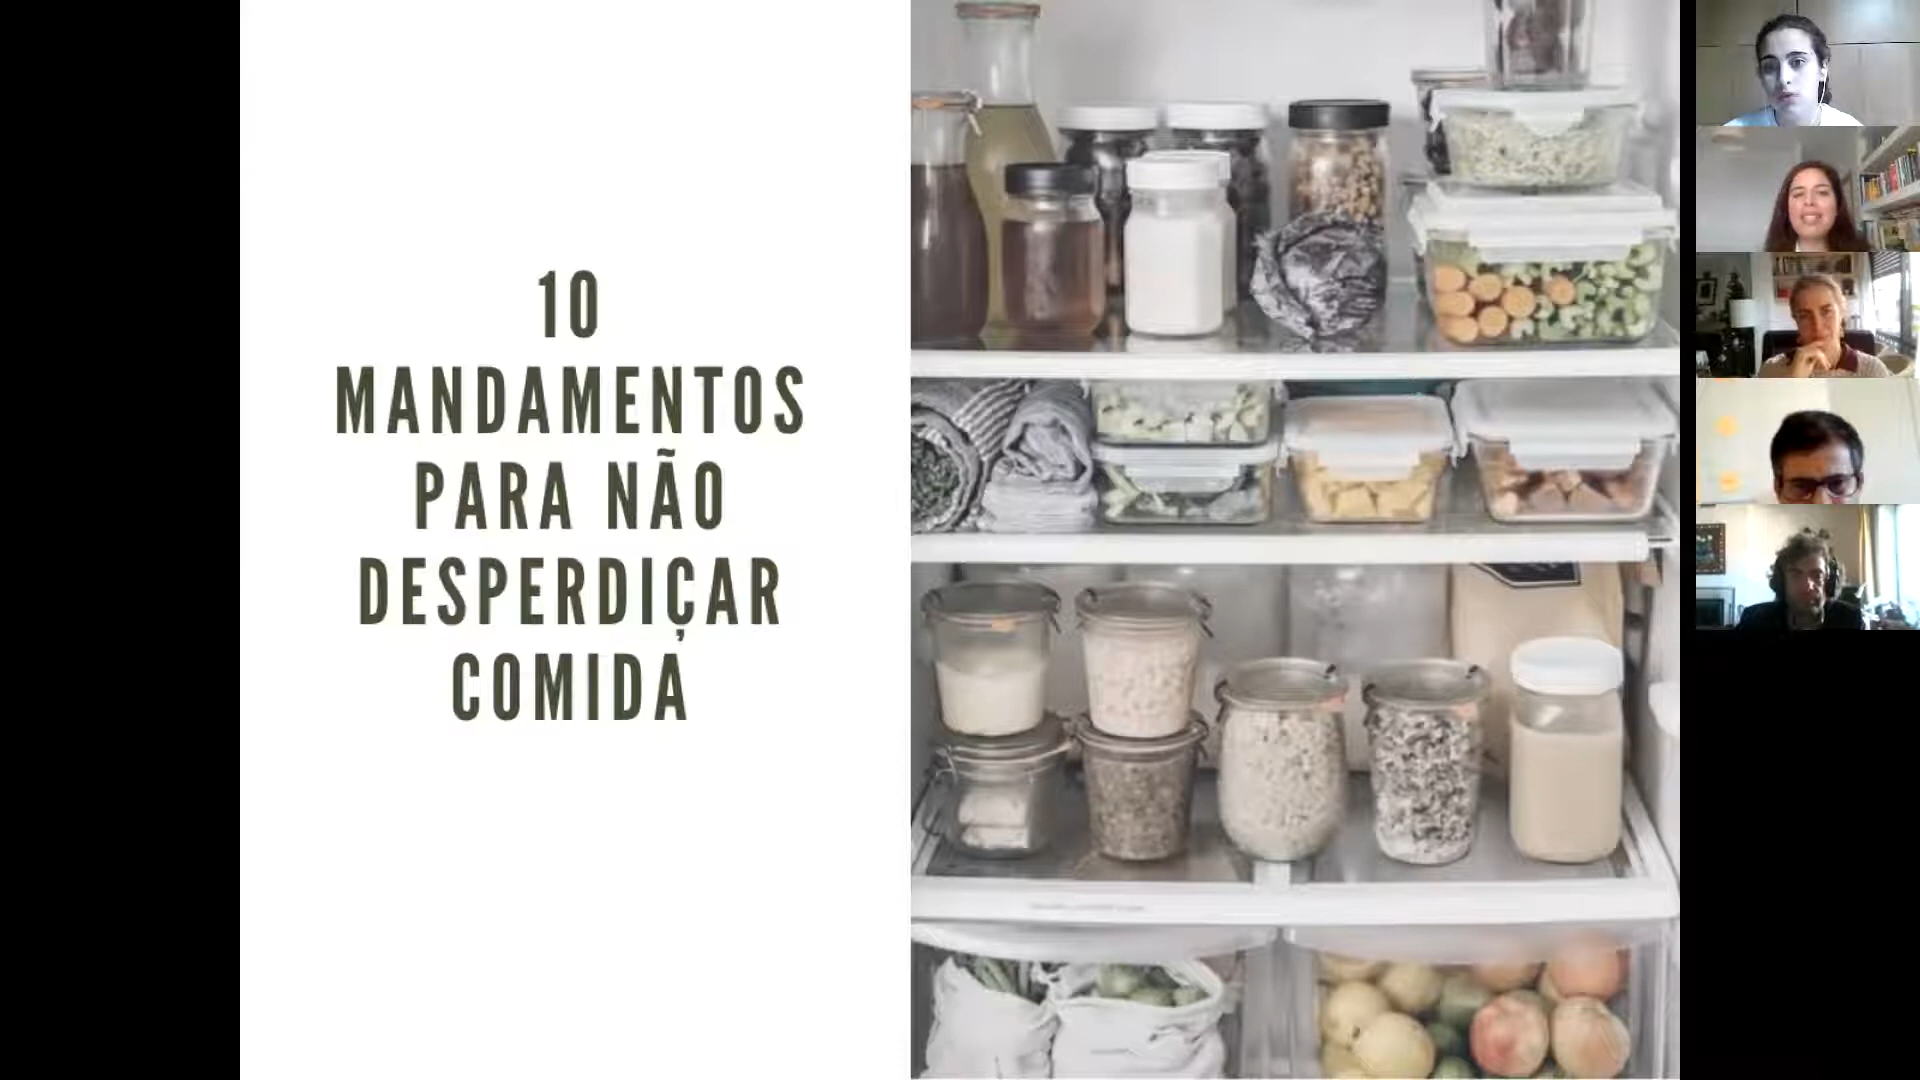 10
MANDAMENTOS
PARA NÃO
DESPERDIÇAR
COMIDA